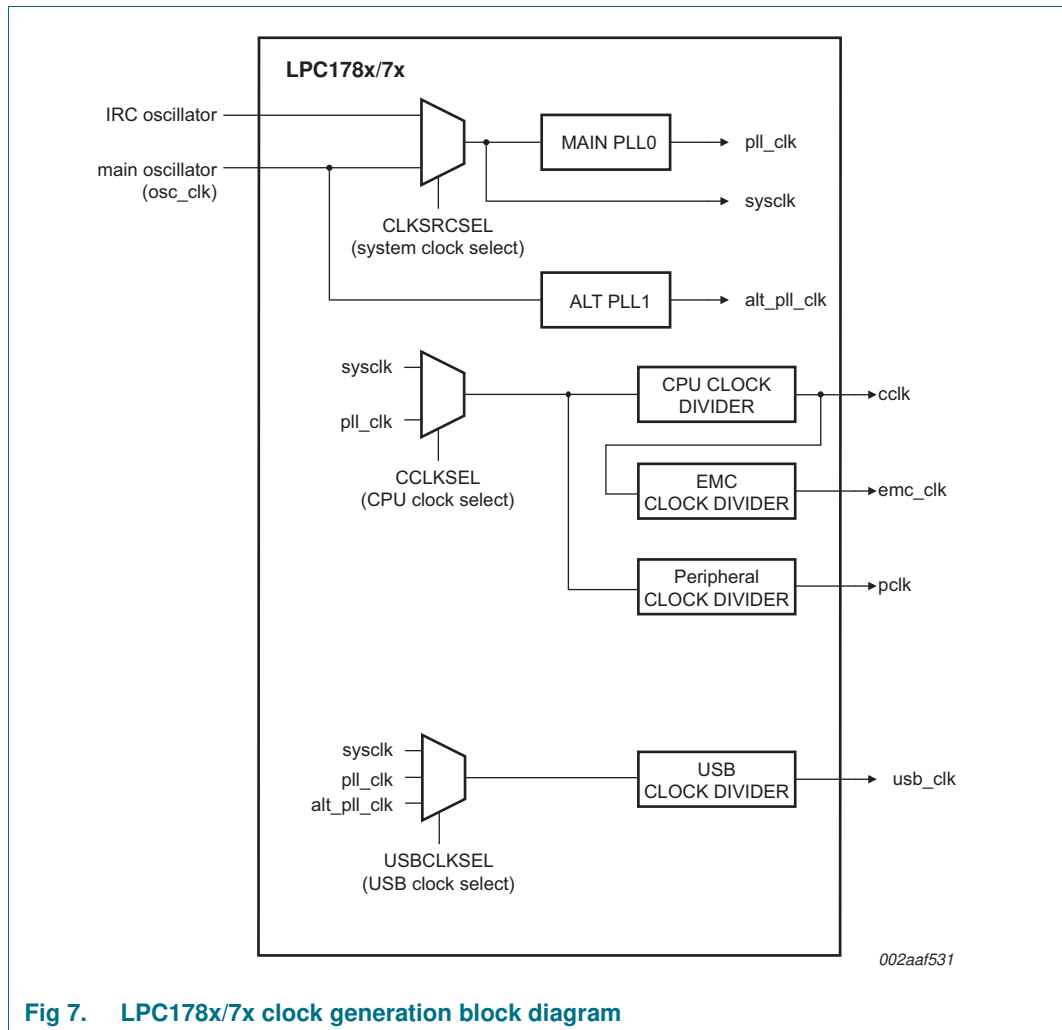 LPC178x/7x
IRC oscillator
MAIN PLL0
pll_clk
main oscillator
(osc_clk)
sysclk
CLKSRCSEL
(system clock select)
ALT PLL1
alt_pll_clk
sysclk
CPU CLOCK
DIVIDER
cclk
pll_clk
CCLKSEL
(CPU clock select)
EMC
CLOCK DIVIDER
emc_clk
Peripheral
CLOCK DIVIDER
pclk
sysclk
pll_clk
alt_pll_clk
USB
CLOCK DIVIDER
usb_clk
USBCLKSEL
(USB clock select)
002aaf531
Fig 7. LPC178x/7x clock generation block diagram